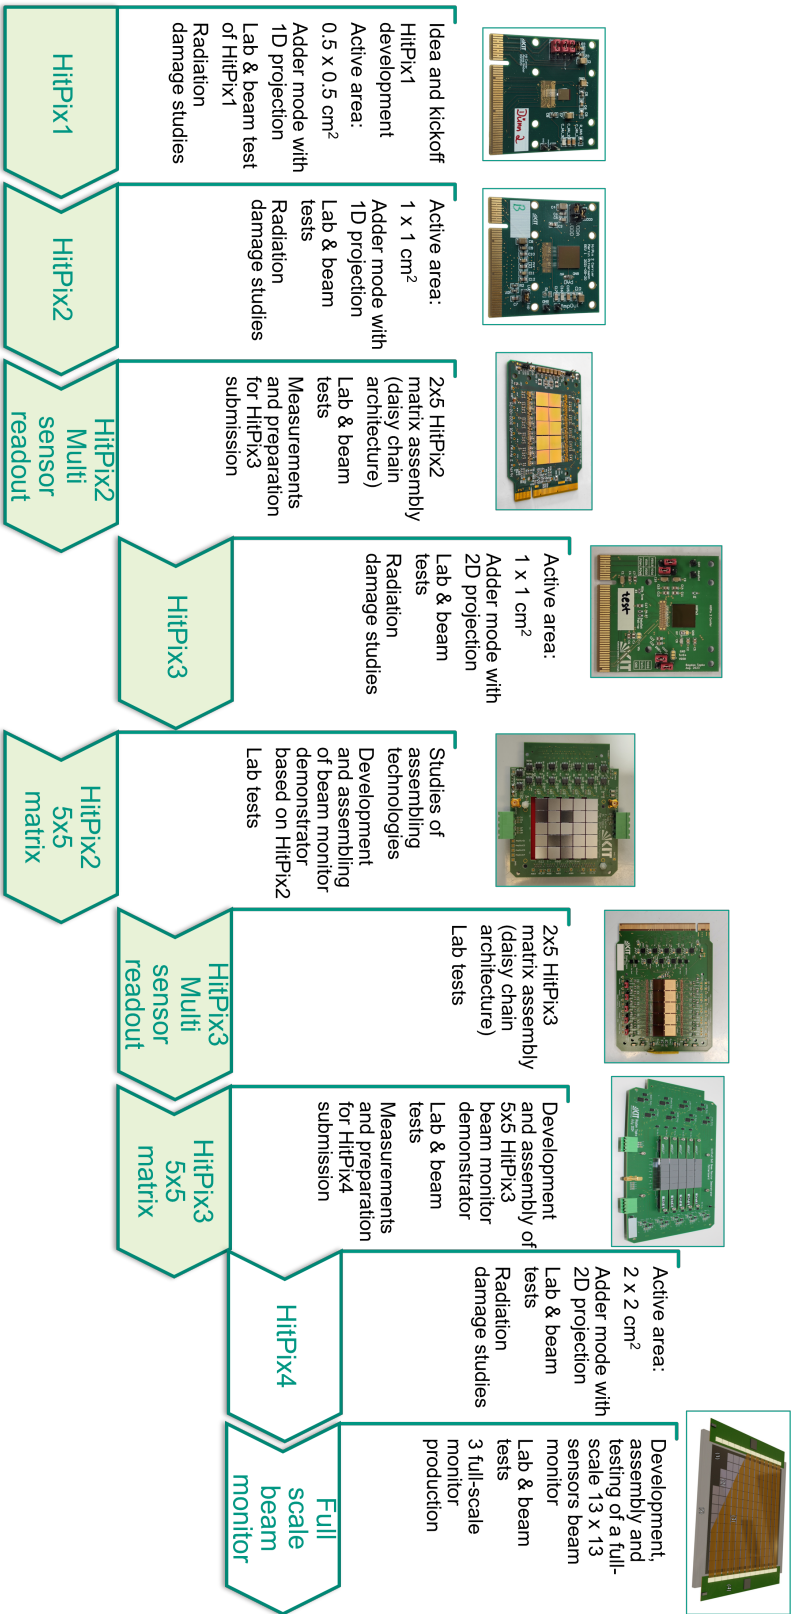 Idea and kickoff
HitPix1
development
Active area:
0.5 x 0.5 cm²
Adder mode with
1D projection
Lab & beam test
of HitPix1
Radiation
damage studies
HitPix1
Active area:
1 x 1 cm²
Adder mode with
1D projection
Lab & beam
tests
Radiation
damage studies
HitPix2
2x5 HitPix2
matrix assembly
(daisy chain
architecture)
Lab & beam
tests
Measurements
and preparation
for HitPix3
submission
HitPix2
Multi
sensor
readout
test
KIT
Active area:
1 x 1 cm²
Adder mode with
2D projection
Lab & beam
tests
Radiation
damage studies
HitPix3
KIT
Studies of
assembling
technologies
Development
and assembling
of beam monitor
demonstrator
based on HitPix2
Lab tests
HitPix2
5x5
matrix
2x5 HitPix3
matrix assembly
(daisy chain
architecture)
Lab tests
HitPix3
Multi
sensor
readout
Development
and assembly of
5x5 HitPix3
beam monitor
demonstrator
Lab & beam
tests
Measurements
and preparation
for HitPix4
submission
HitPix3
5x5
matrix
Active area:
2 x 2 cm²
Adder mode with
2D projection
Lab & beam
tests
Radiation
damage studies
HitPix4
Development,
assembly and
testing of a full-
scale 13 x 13
sensors beam
monitor
Lab & beam
tests
3 full-scale
monitor
production
Full
scale
beam
monitor